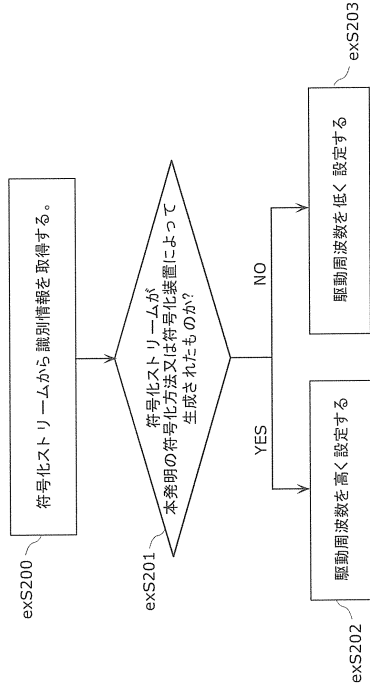 exS200
符号化ストリームから識別情報を取得する。
exS201
符号化ストリームが
本発明の符号化方法又は符号化装置によって
生成されたものか?
YES
NO
exS202
駆動周波数を高く設定する
exS203
駆動周波数を低く設定する